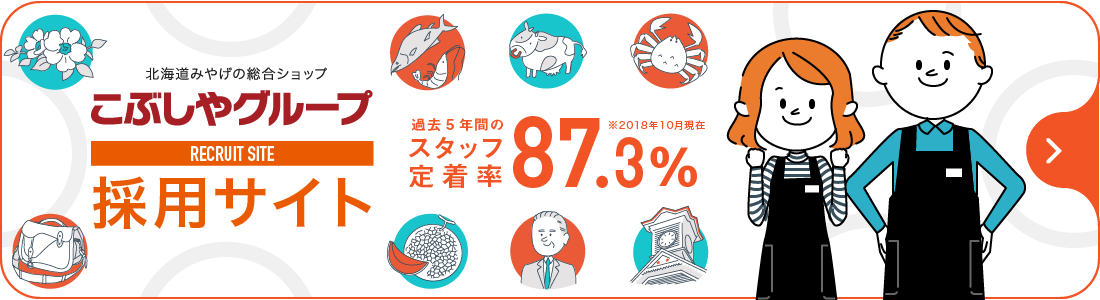 北海道みやげの総合ショップ
こぶしやグループ
RECRUIT SITE
採用サイト
過去5年間の
スタッフ
定着率
87.3%
※2018年10月現在